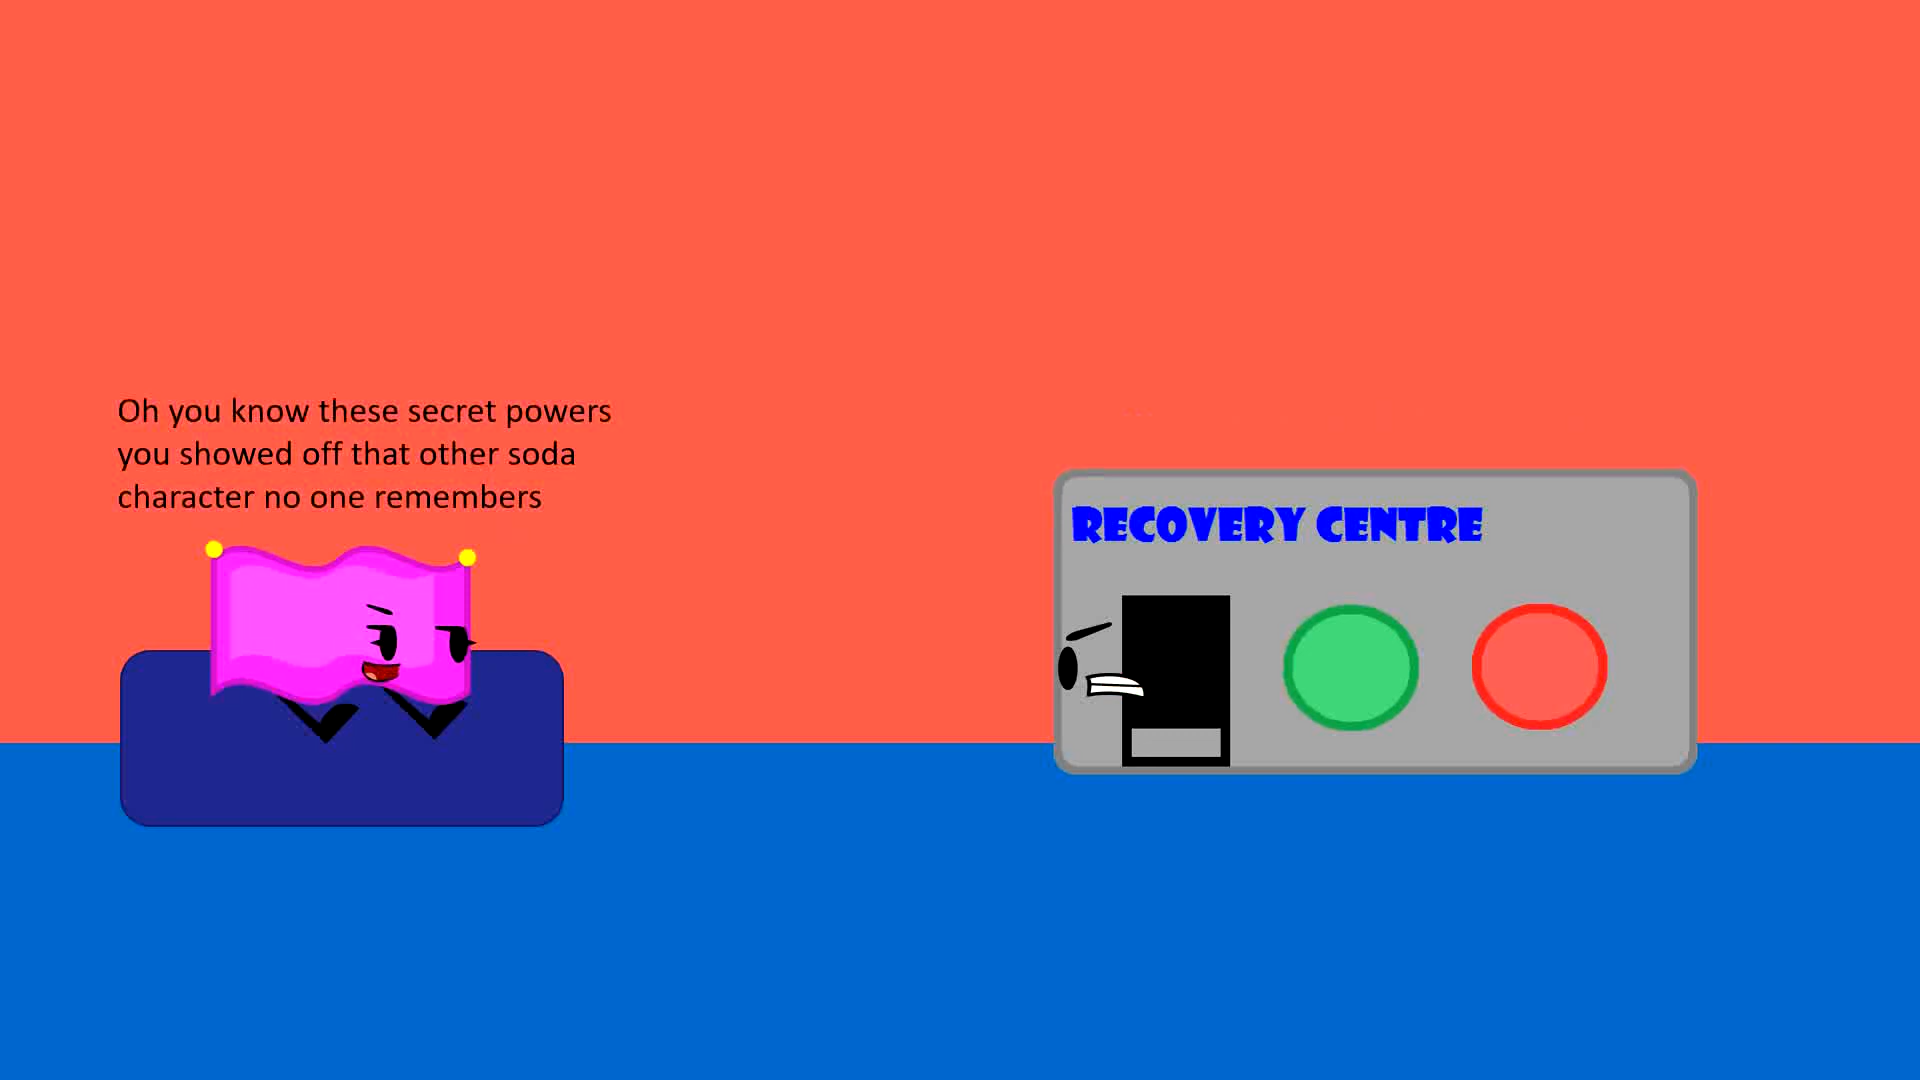 Oh you know these secret powers
you showed off that other soda
character no one remembers
RECOVERY CENTRE